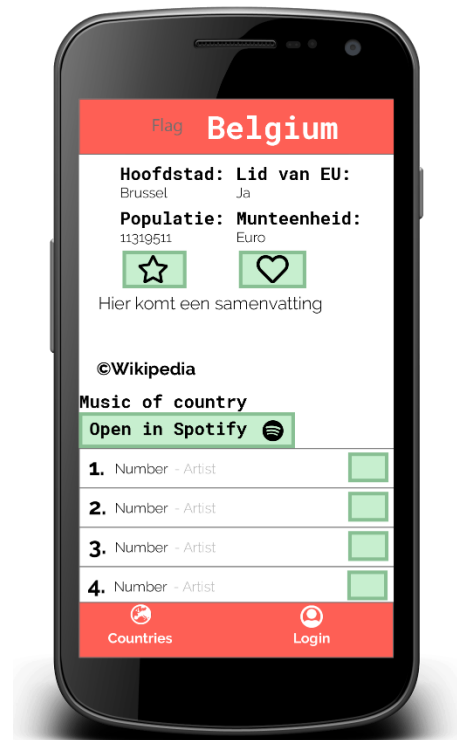 Flag Belgium
Hoofdstad: Lid van EU:
Brussel Ja
Populatie: Munteenheid:
11319511 Euro
Hier komt een samenvatting
©Wikipedia
Music of country
Open in Spotify
1. Number - Artist
2. Number - Artist
3. Number - Artist
4. Number - Artist
Countries Login